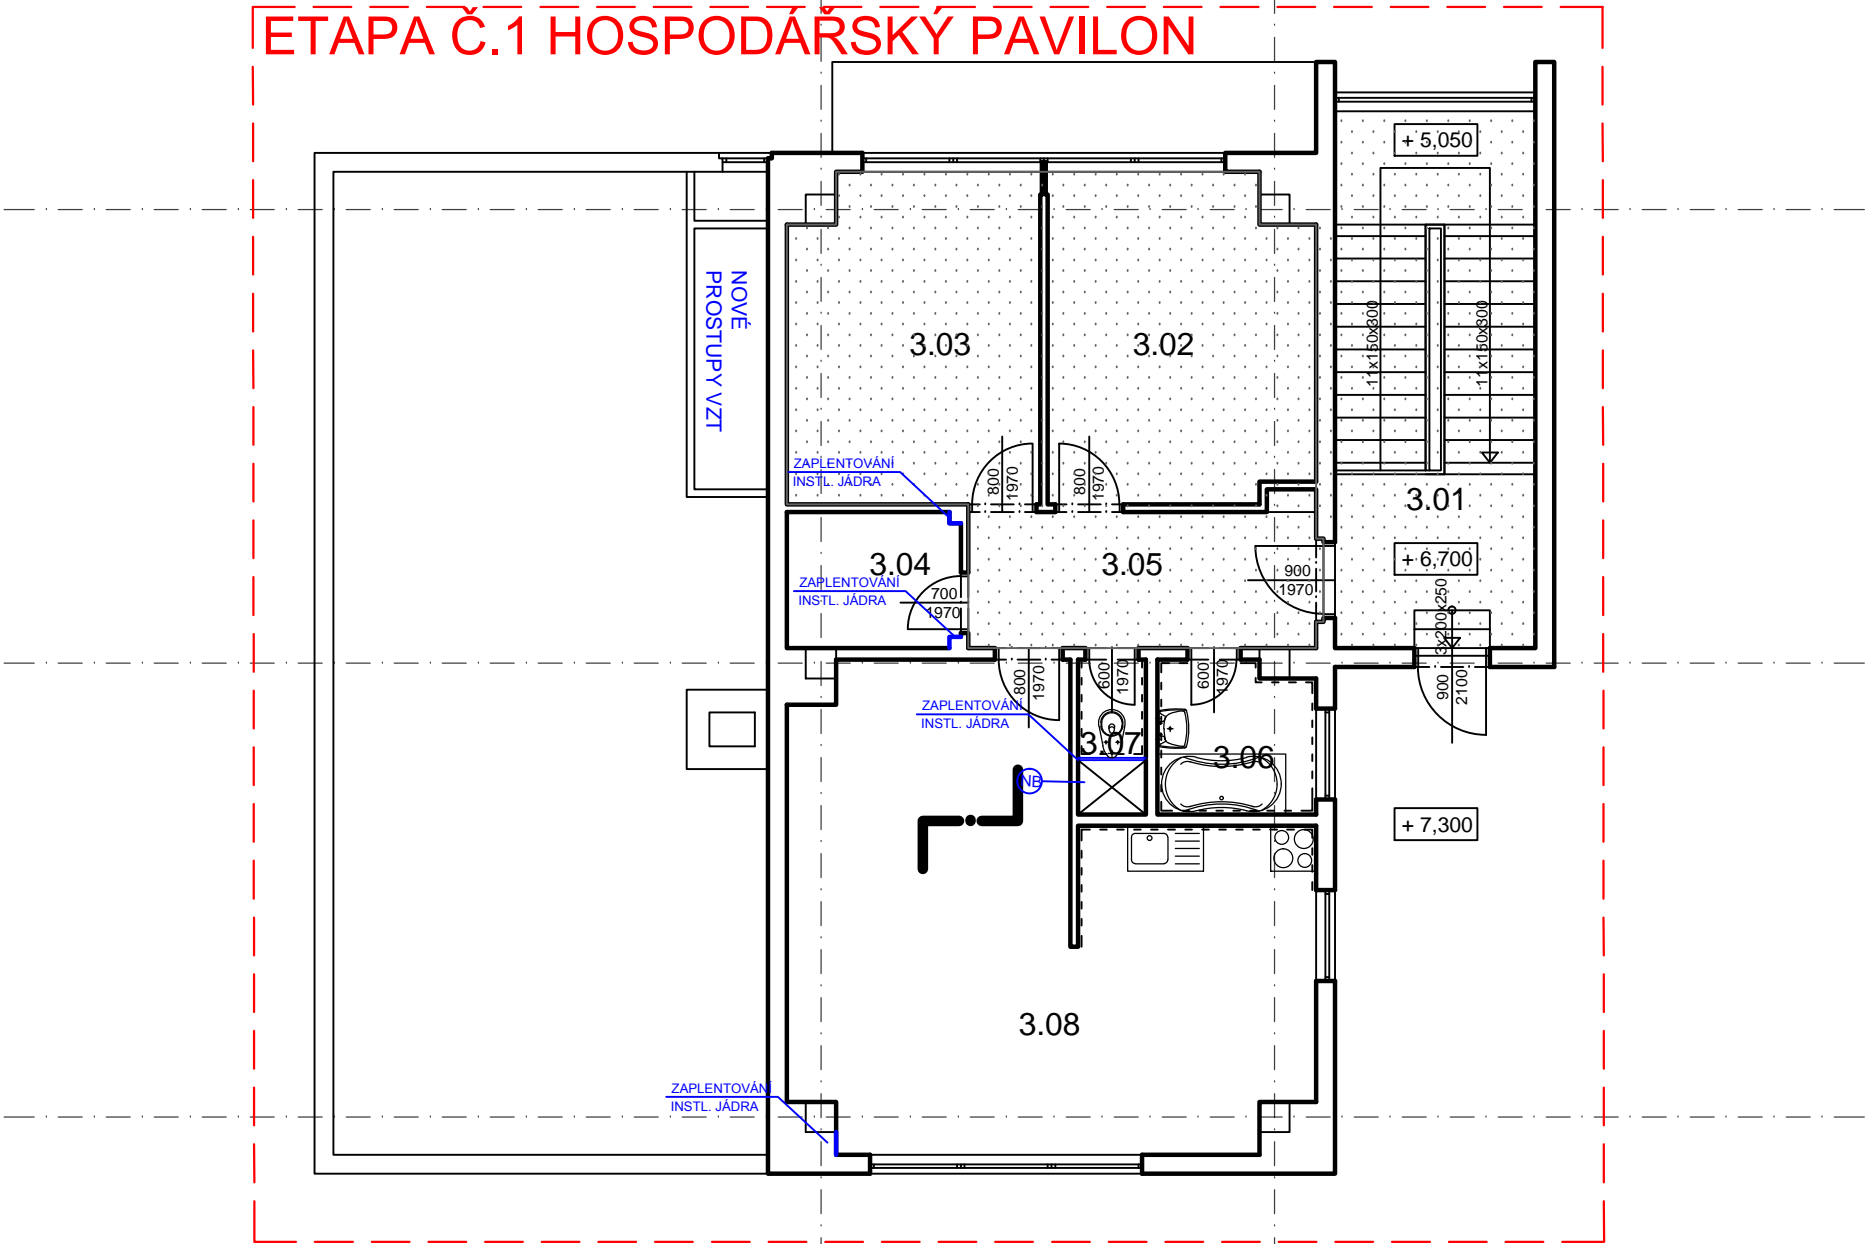 ETAPA Č.1 HOSPODÁŘSKÝ PAVILON
+ 5,050
NOVÉ
PROSTUPY VZT
11x150x300
11x150x300
3.03
3.02
ZAPLENTOVÁNÍ
INSTL. JÁDRA
800
1970
800
1970
3.01
3.04
3.05
+ 6,700
900
1970
ZAPLENTOVÁNÍ
INSTL. JÁDRA
700
1970
3x200x250
800
1970
600
1970
600
1970
900
2100
ZAPLENTOVÁNÍ
INSTL. JÁDRA
3.07
3.06
NB
+ 7,300
3.08
ZAPLENTOVÁNÍ
INSTL. JÁDRA